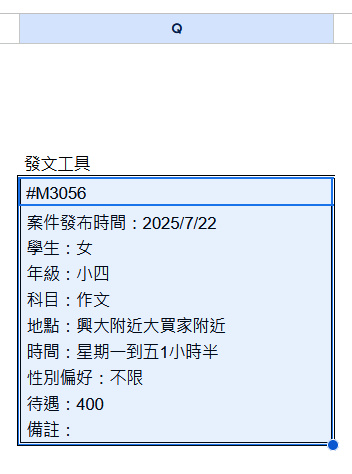 Q
發文工具
#M3056
案件發布時間：2025/7/22
學生：女
年級：小四
科目：作文
地點：興大附近大買家附近
時間：星期一到五1小時半
性別偏好：不限
待遇：400
備註：